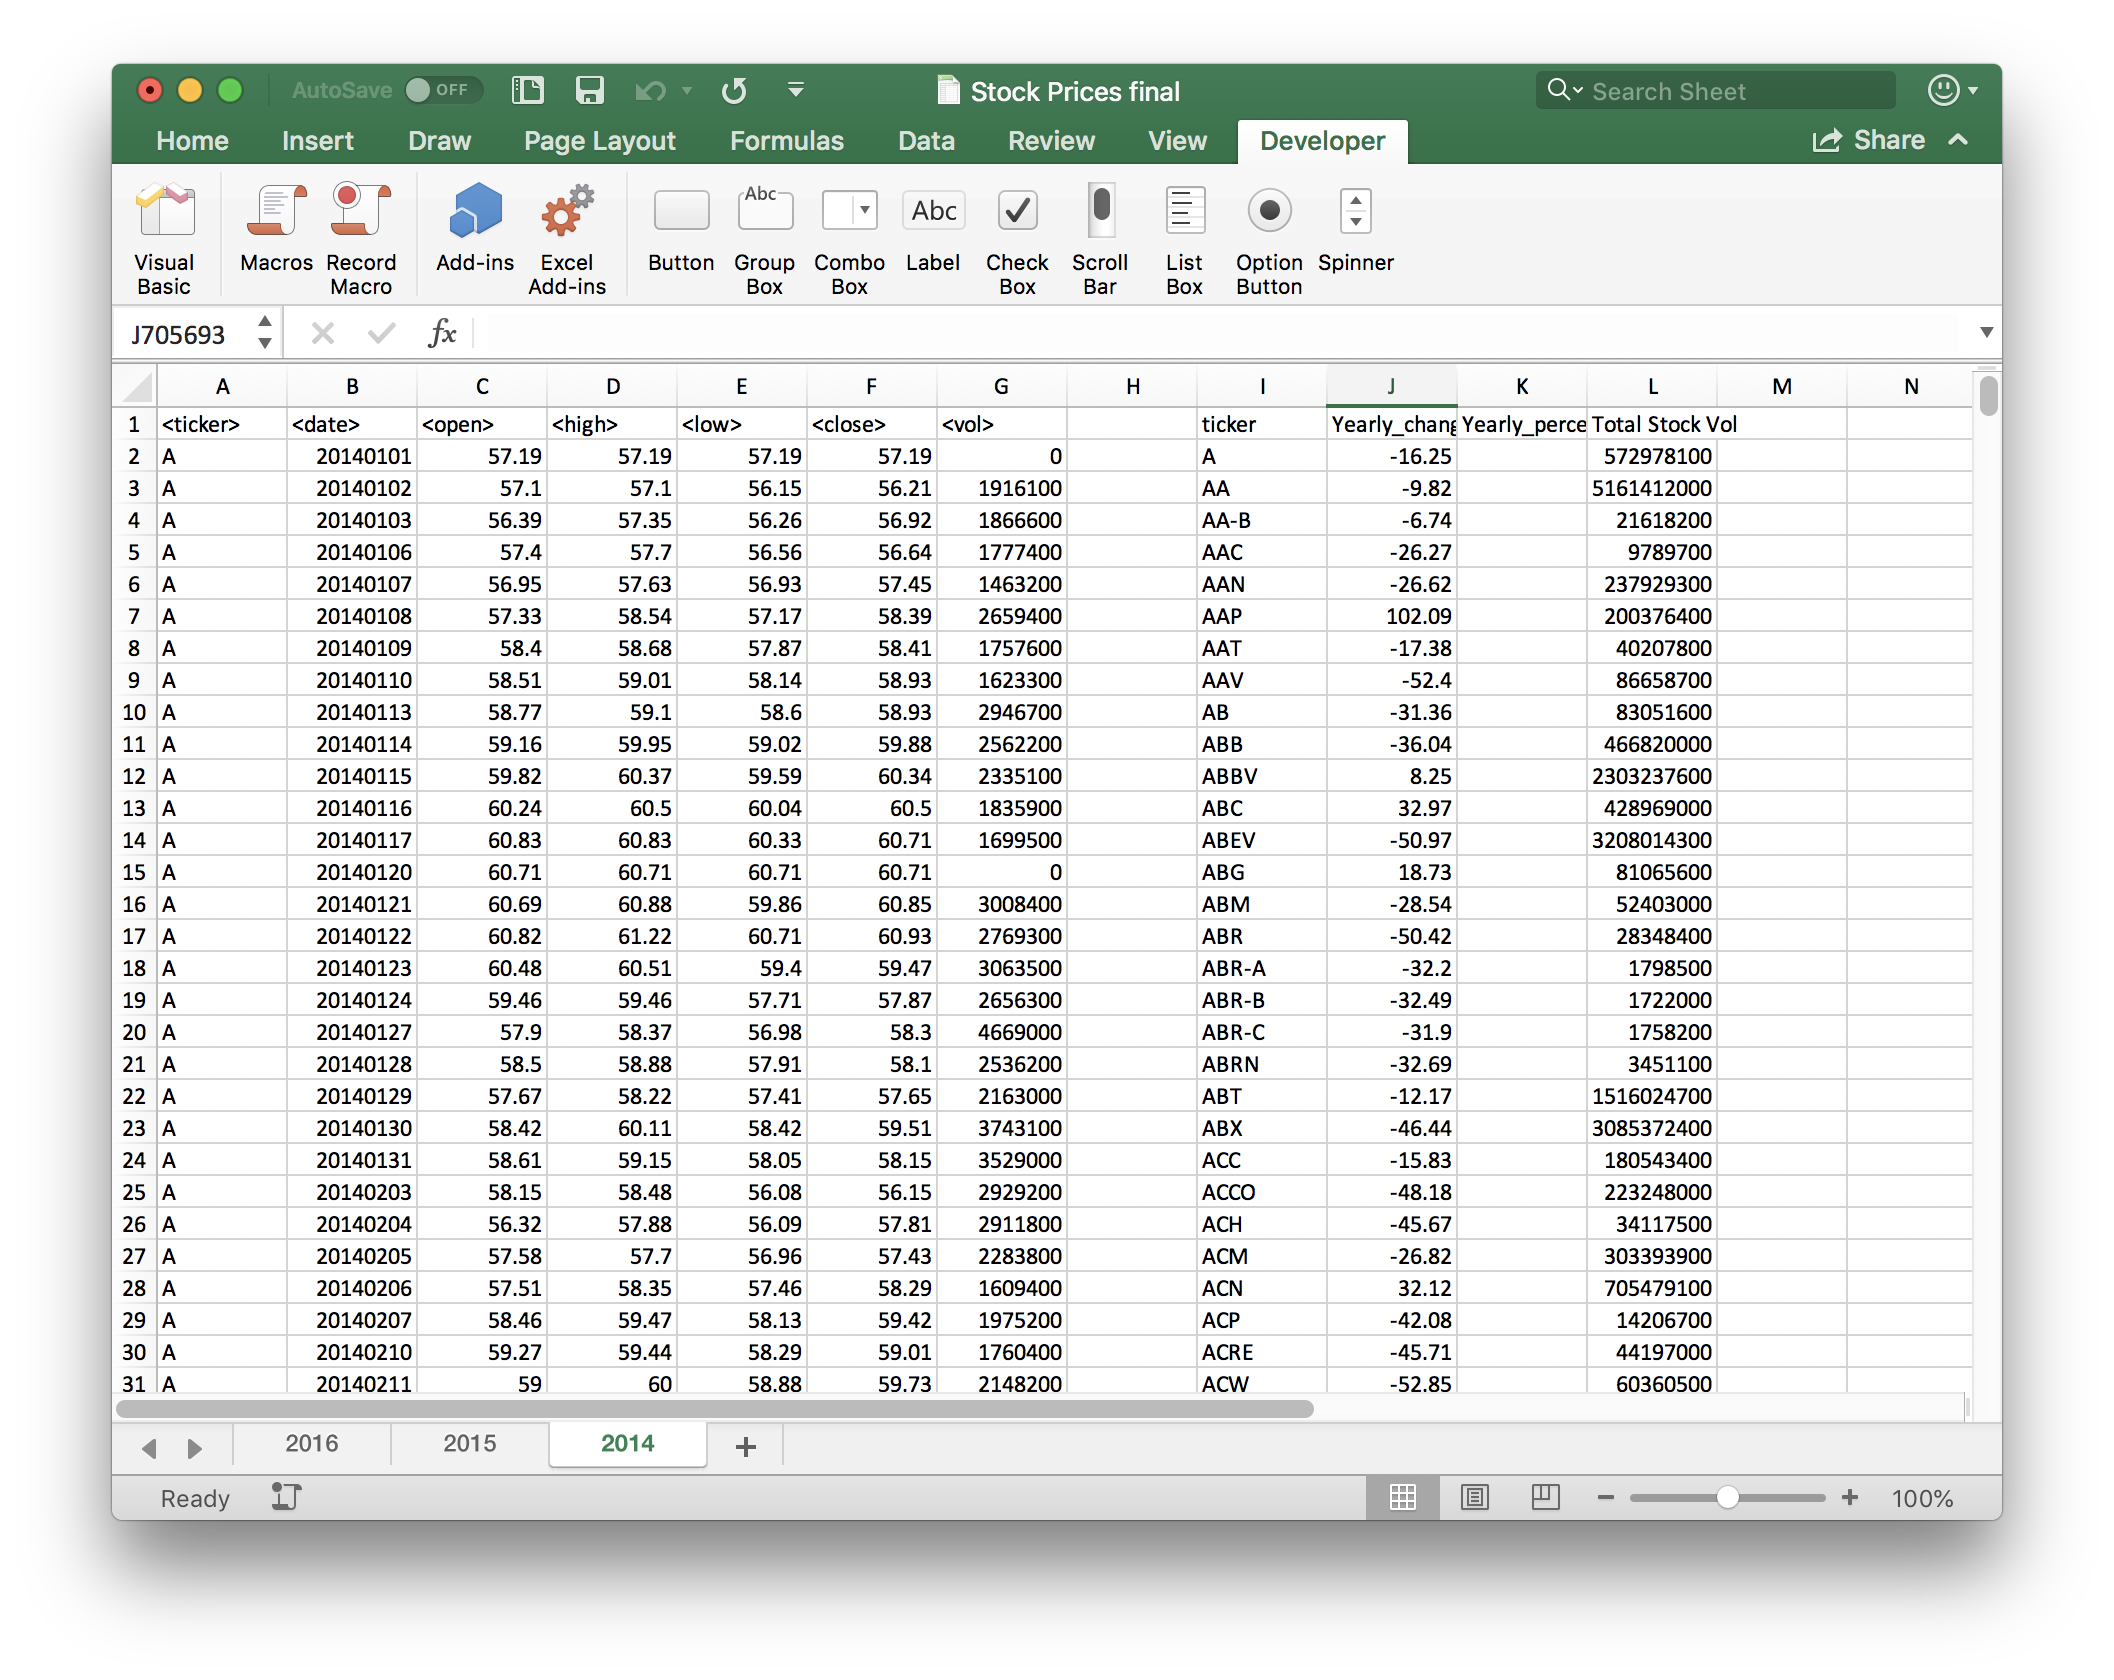 AutoSave OFF Stock Prices final Search Sheet
Home Insert Draw Page Layout Formulas Data Review View Developer Share
Visual Basic Macros Record Macro Add-ins Excel Add-ins Button Group Box Combo Box Label Check Box Scroll Bar List Box Option Button Spinner
Abc Abc
J705693 fx
A B C D E F G H I J K L M N
1 <ticker> <date> <open> <high> <low> <close> <vol> ticker Yearly_chang Yearly_perce Total Stock Vol
2 A 20140101 57.19 57.19 57.19 57.19 0 A -16.25 572978100
3 A 20140102 57.1 57.1 56.15 56.21 1916100 AA -9.82 5161412000
4 A 20140103 56.39 57.35 56.26 56.92 1866600 AA-B -6.74 21618200
5 A 20140106 57.4 57.7 56.56 56.64 1777400 AAC -26.27 9789700
6 A 20140107 56.95 57.63 56.93 57.45 1463200 AAN -26.62 237929300
7 A 20140108 57.33 58.54 57.17 58.39 2659400 AAP 102.09 200376400
8 A 20140109 58.4 58.68 57.87 58.41 1757600 AAT -17.38 40207800
9 A 20140110 58.51 59.01 58.14 58.93 1623300 AAV -52.4 86658700
10 A 20140113 58.77 59.1 58.6 58.93 2946700 AB -31.36 83051600
11 A 20140114 59.16 59.95 59.02 59.88 2562200 ABB -36.04 466820000
12 A 20140115 59.82 60.37 59.59 60.34 2335100 ABBV 8.25 2303237600
13 A 20140116 60.24 60.5 60.04 60.5 1835900 ABC 32.97 428969000
14 A 20140117 60.83 60.83 60.33 60.71 1699500 ABEV -50.97 3208014300
15 A 20140120 60.71 60.71 60.71 60.71 0 ABG 18.73 81065600
16 A 20140121 60.69 60.88 59.86 60.85 3008400 ABM -28.54 52403000
17 A 20140122 60.82 61.22 60.71 60.93 2769300 ABR -50.42 28348400
18 A 20140123 60.48 60.51 59.4 59.47 3063500 ABR-A -32.2 1798500
19 A 20140124 59.46 59.46 57.71 57.87 2656300 ABR-B -32.49 1722000
20 A 20140127 57.9 58.37 56.98 58.3 4669000 ABR-C -31.9 1758200
21 A 20140128 58.5 58.88 57.91 58.1 2536200 ABRN -32.69 3451100
22 A 20140129 57.67 58.22 57.41 57.65 2163000 ABT -12.17 1516024700
23 A 20140130 58.42 60.11 58.42 59.51 3743100 ABX -46.44 3085372400
24 A 20140131 58.61 59.15 58.05 58.15 3529000 ACC -15.83 180543400
25 A 20140203 58.15 58.48 56.08 56.15 2929200 ACCO -48.18 223248000
26 A 20140204 56.32 57.88 56.09 57.81 2911800 ACH -45.67 34117500
27 A 20140205 57.58 57.7 56.96 57.43 2283800 ACM -26.82 303393900
28 A 20140206 57.51 58.35 57.46 58.29 1609400 ACN 32.12 705479100
29 A 20140207 58.46 59.47 58.13 59.42 1975200 ACP -42.08 14206700
30 A 20140210 59.27 59.44 58.29 59.01 1760400 ACRE -45.71 44197000
31 A 20140211 59 60 58.88 59.73 2148200 ACW -52.85 60360500
2016 2015 2014 +
Ready 100%